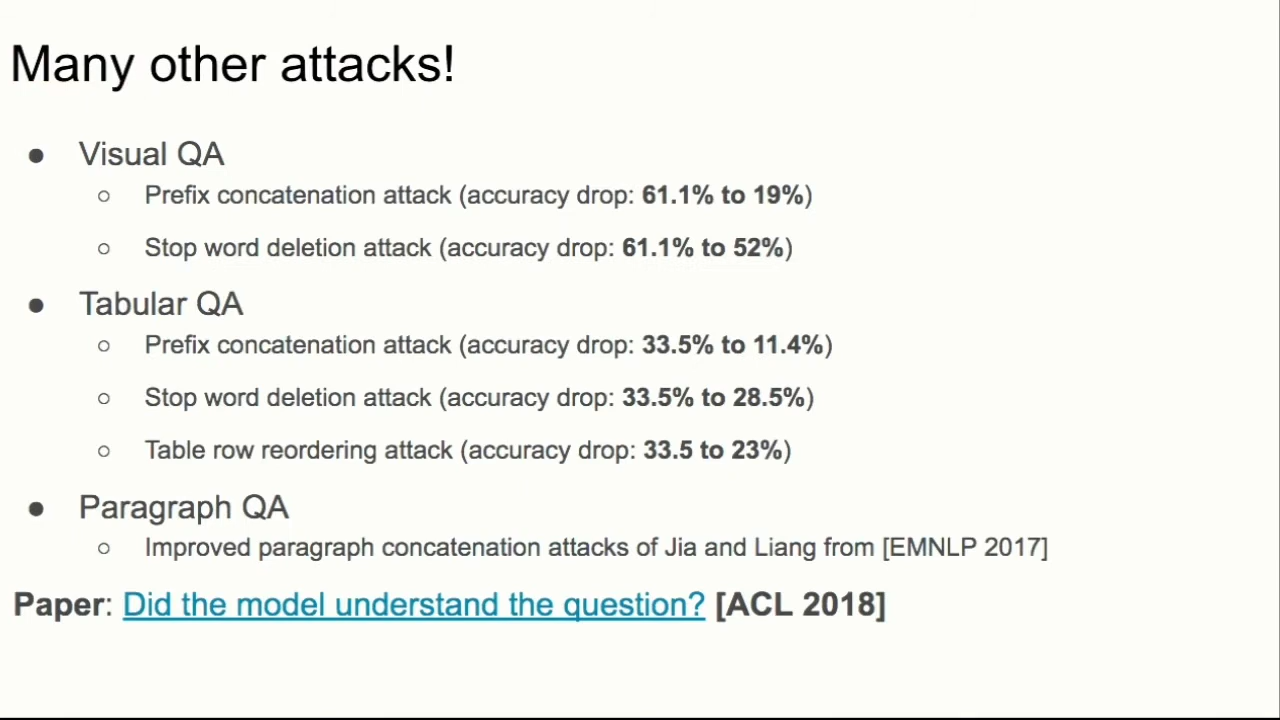 Many other attacks!
● Visual QA
○ Prefix concatenation attack (accuracy drop: 61.1% to 19%)
○ Stop word deletion attack (accuracy drop: 61.1% to 52%)
● Tabular QA
○ Prefix concatenation attack (accuracy drop: 33.5% to 11.4%)
○ Stop word deletion attack (accuracy drop: 33.5% to 28.5%)
○ Table row reordering attack (accuracy drop: 33.5 to 23%)
● Paragraph QA
○ Improved paragraph concatenation attacks of Jia and Liang from [EMNLP 2017]
Paper: Did the model understand the question? [ACL 2018]